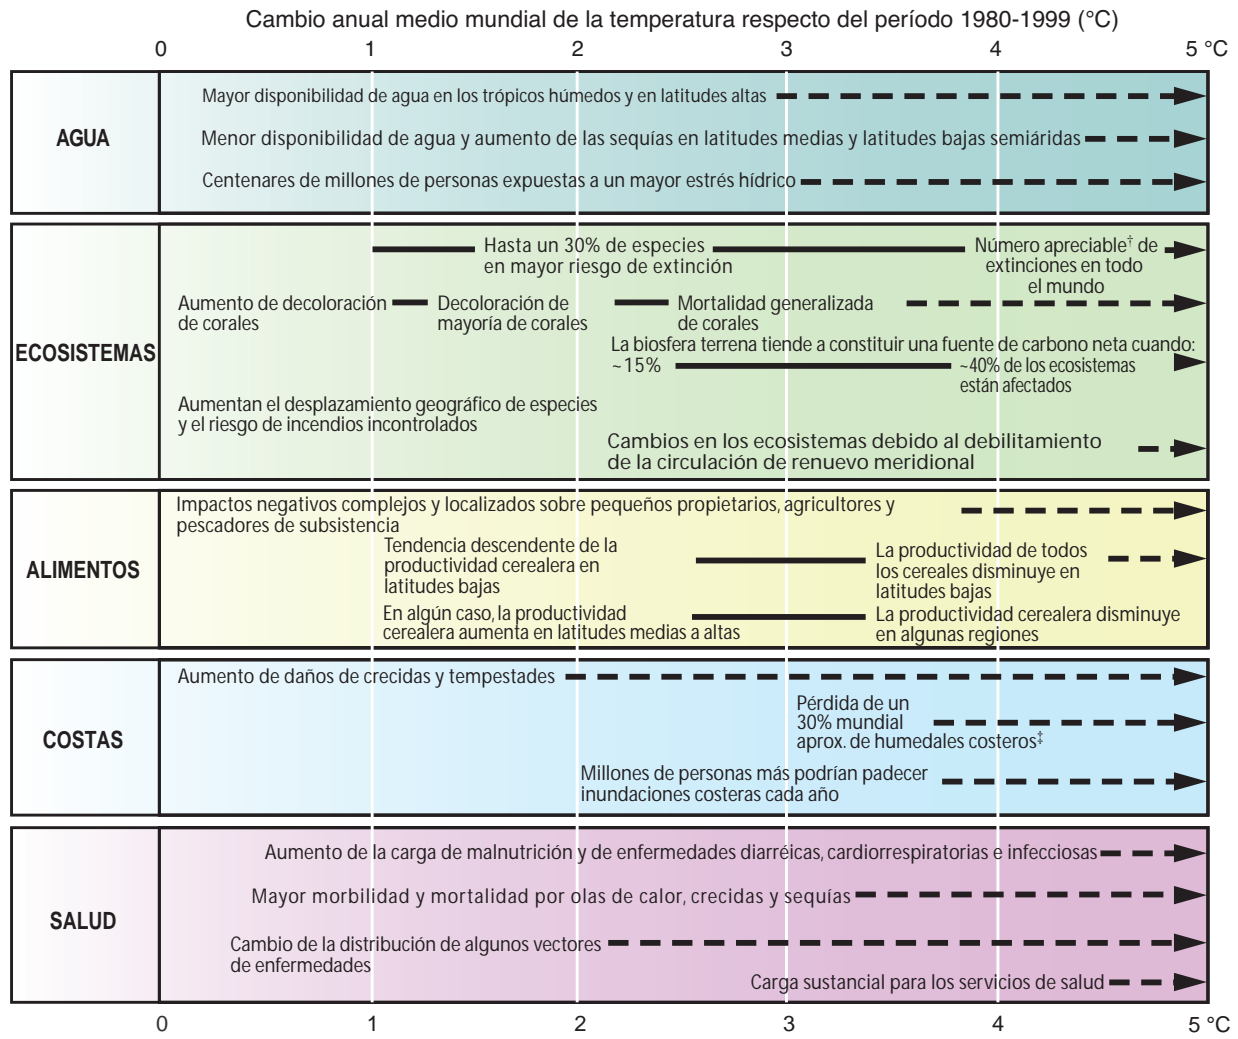 Cambio anual medio mundial de la temperatura respecto del período 1980-1999 (°C)
0 1 2 3 4 5 °C
AGUA
Mayor disponibilidad de agua en los trópicos húmedos y en latitudes altas
Menor disponibilidad de agua y aumento de las sequías en latitudes medias y latitudes bajas semiáridas
Centenares de millones de personas expuestas a un mayor estrés hídrico
ECOSISTEMAS
Hasta un 30% de especies
en mayor riesgo de extinción
Número apreciable† de
extinciones en todo
el mundo
Aumento de decoloración
de corales
Decoloración de
mayoría de corales
Mortalidad generalizada
de corales
La biosfera terrena tiende a constituir una fuente de carbono neta cuando:
~15%
~40% de los ecosistemas
están afectados
Aumentan el desplazamiento geográfico de especies
y el riesgo de incendios incontrolados
Cambios en los ecosistemas debido al debilitamiento
de la circulación de renuevo meridional
ALIMENTOS
Impactos negativos complejos y localizados sobre pequeños propietarios, agricultores y
pescadores de subsistencia
Tendencia descendente de la
productividad cerealera en
latitudes bajas
La productividad de todos
los cereales disminuye en
latitudes bajas
En algún caso, la productividad
cerealera aumenta en latitudes medias a altas
La productividad cerealera disminuye
en algunas regiones
COSTAS
Aumento de daños de crecidas y tempestades
Pérdida de un
30% mundial
aprox. de humedales costeros‡
Millones de personas más podrían padecer
inundaciones costeras cada año
SALUD
Aumento de la carga de malnutrición y de enfermedades diarréicas, cardiorrespiratorias e infecciosas
Mayor morbilidad y mortalidad por olas de calor, crecidas y sequías
Cambio de la distribución de algunos vectores
de enfermedades
Carga sustancial para los servicios de salud
0 1 2 3 4 5 °C